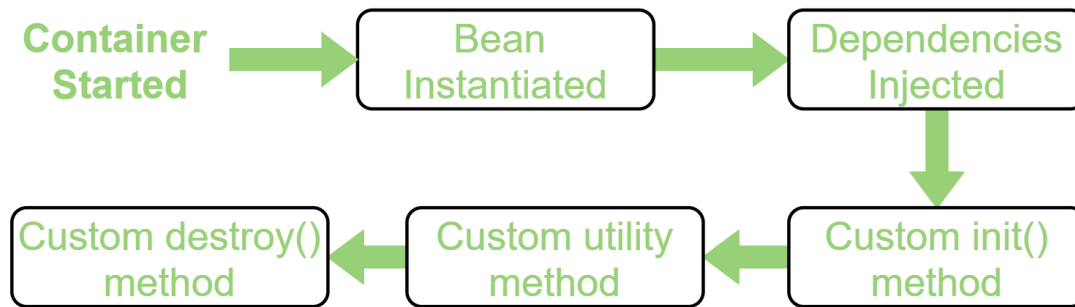 Container
Started
Bean
Instantiated
Dependencies
Injected
Custom init()
method
Custom utility
method
Custom destroy()
method